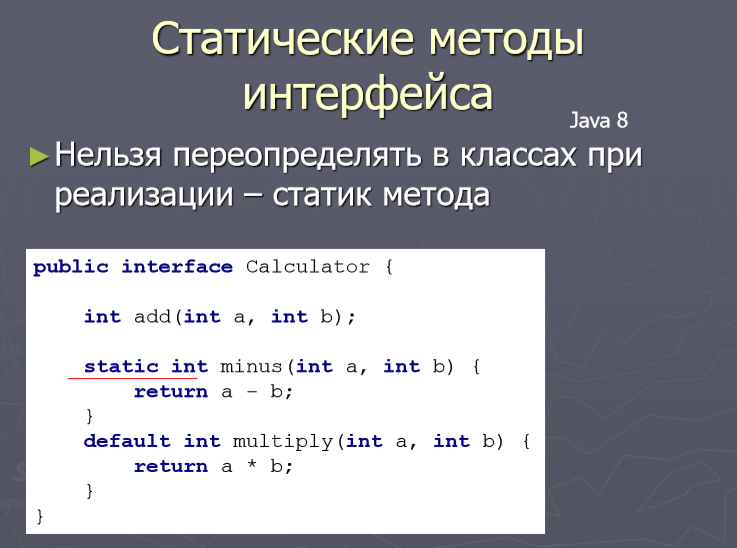 Статические методы
интерфейса
Java 8
Нельзя переопределять в классах при
реализации – статик метода
public interface Calculator {
int add(int a, int b);
static int minus(int a, int b) {
return a - b;
}
default int multiply(int a, int b) {
return a * b;
}
}